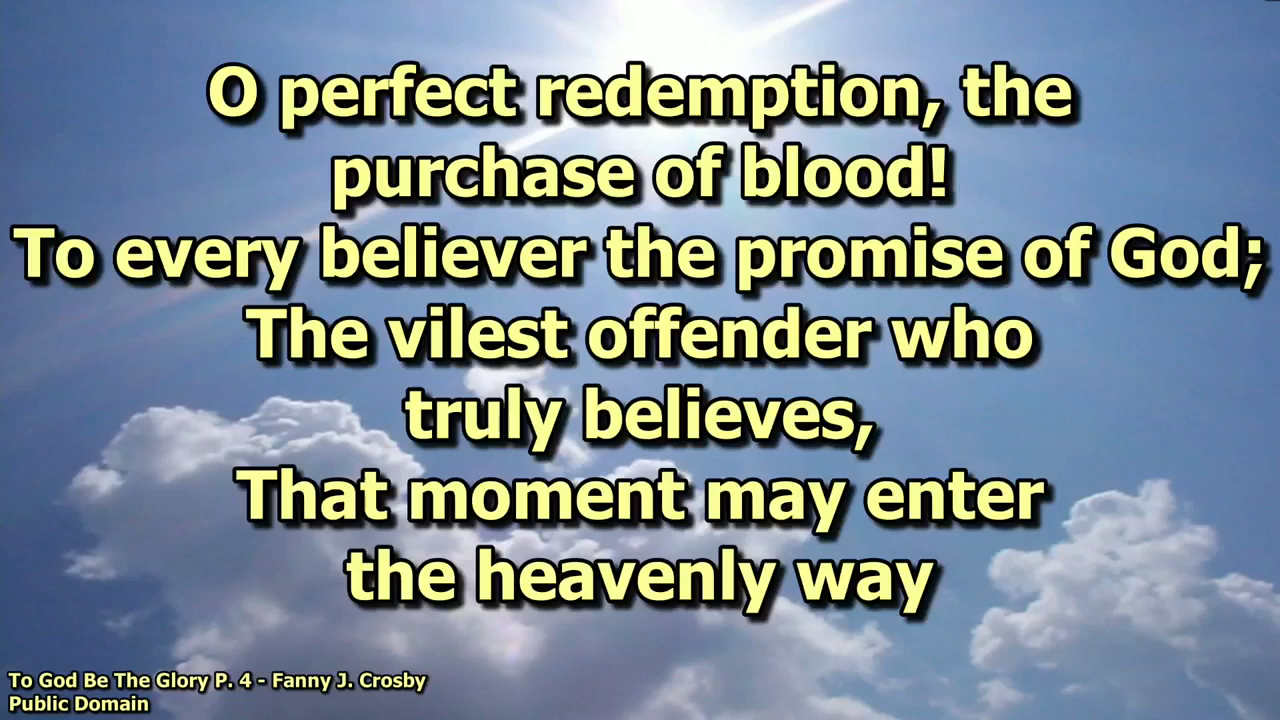 O perfect redemption, the
purchase of blood!
To every believer the promise of God;
The vilest offender who
truly believes,
That moment may enter
the heavenly way
To God Be The Glory P. 4 - Fanny J. Crosby
Public Domain